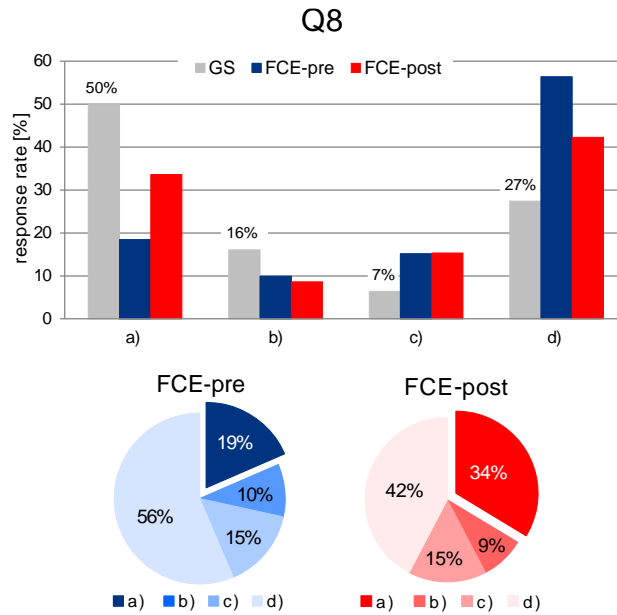 Q8
response rate [%]
60
50
40
30
20
10
0
GS FCE-pre FCE-post
50%
16%
7%
27%
a) b) c) d)
FCE-pre
19%
10%
15%
56%
a) b) c) d)
FCE-post
34%
9%
15%
42%
a) b) c) d)